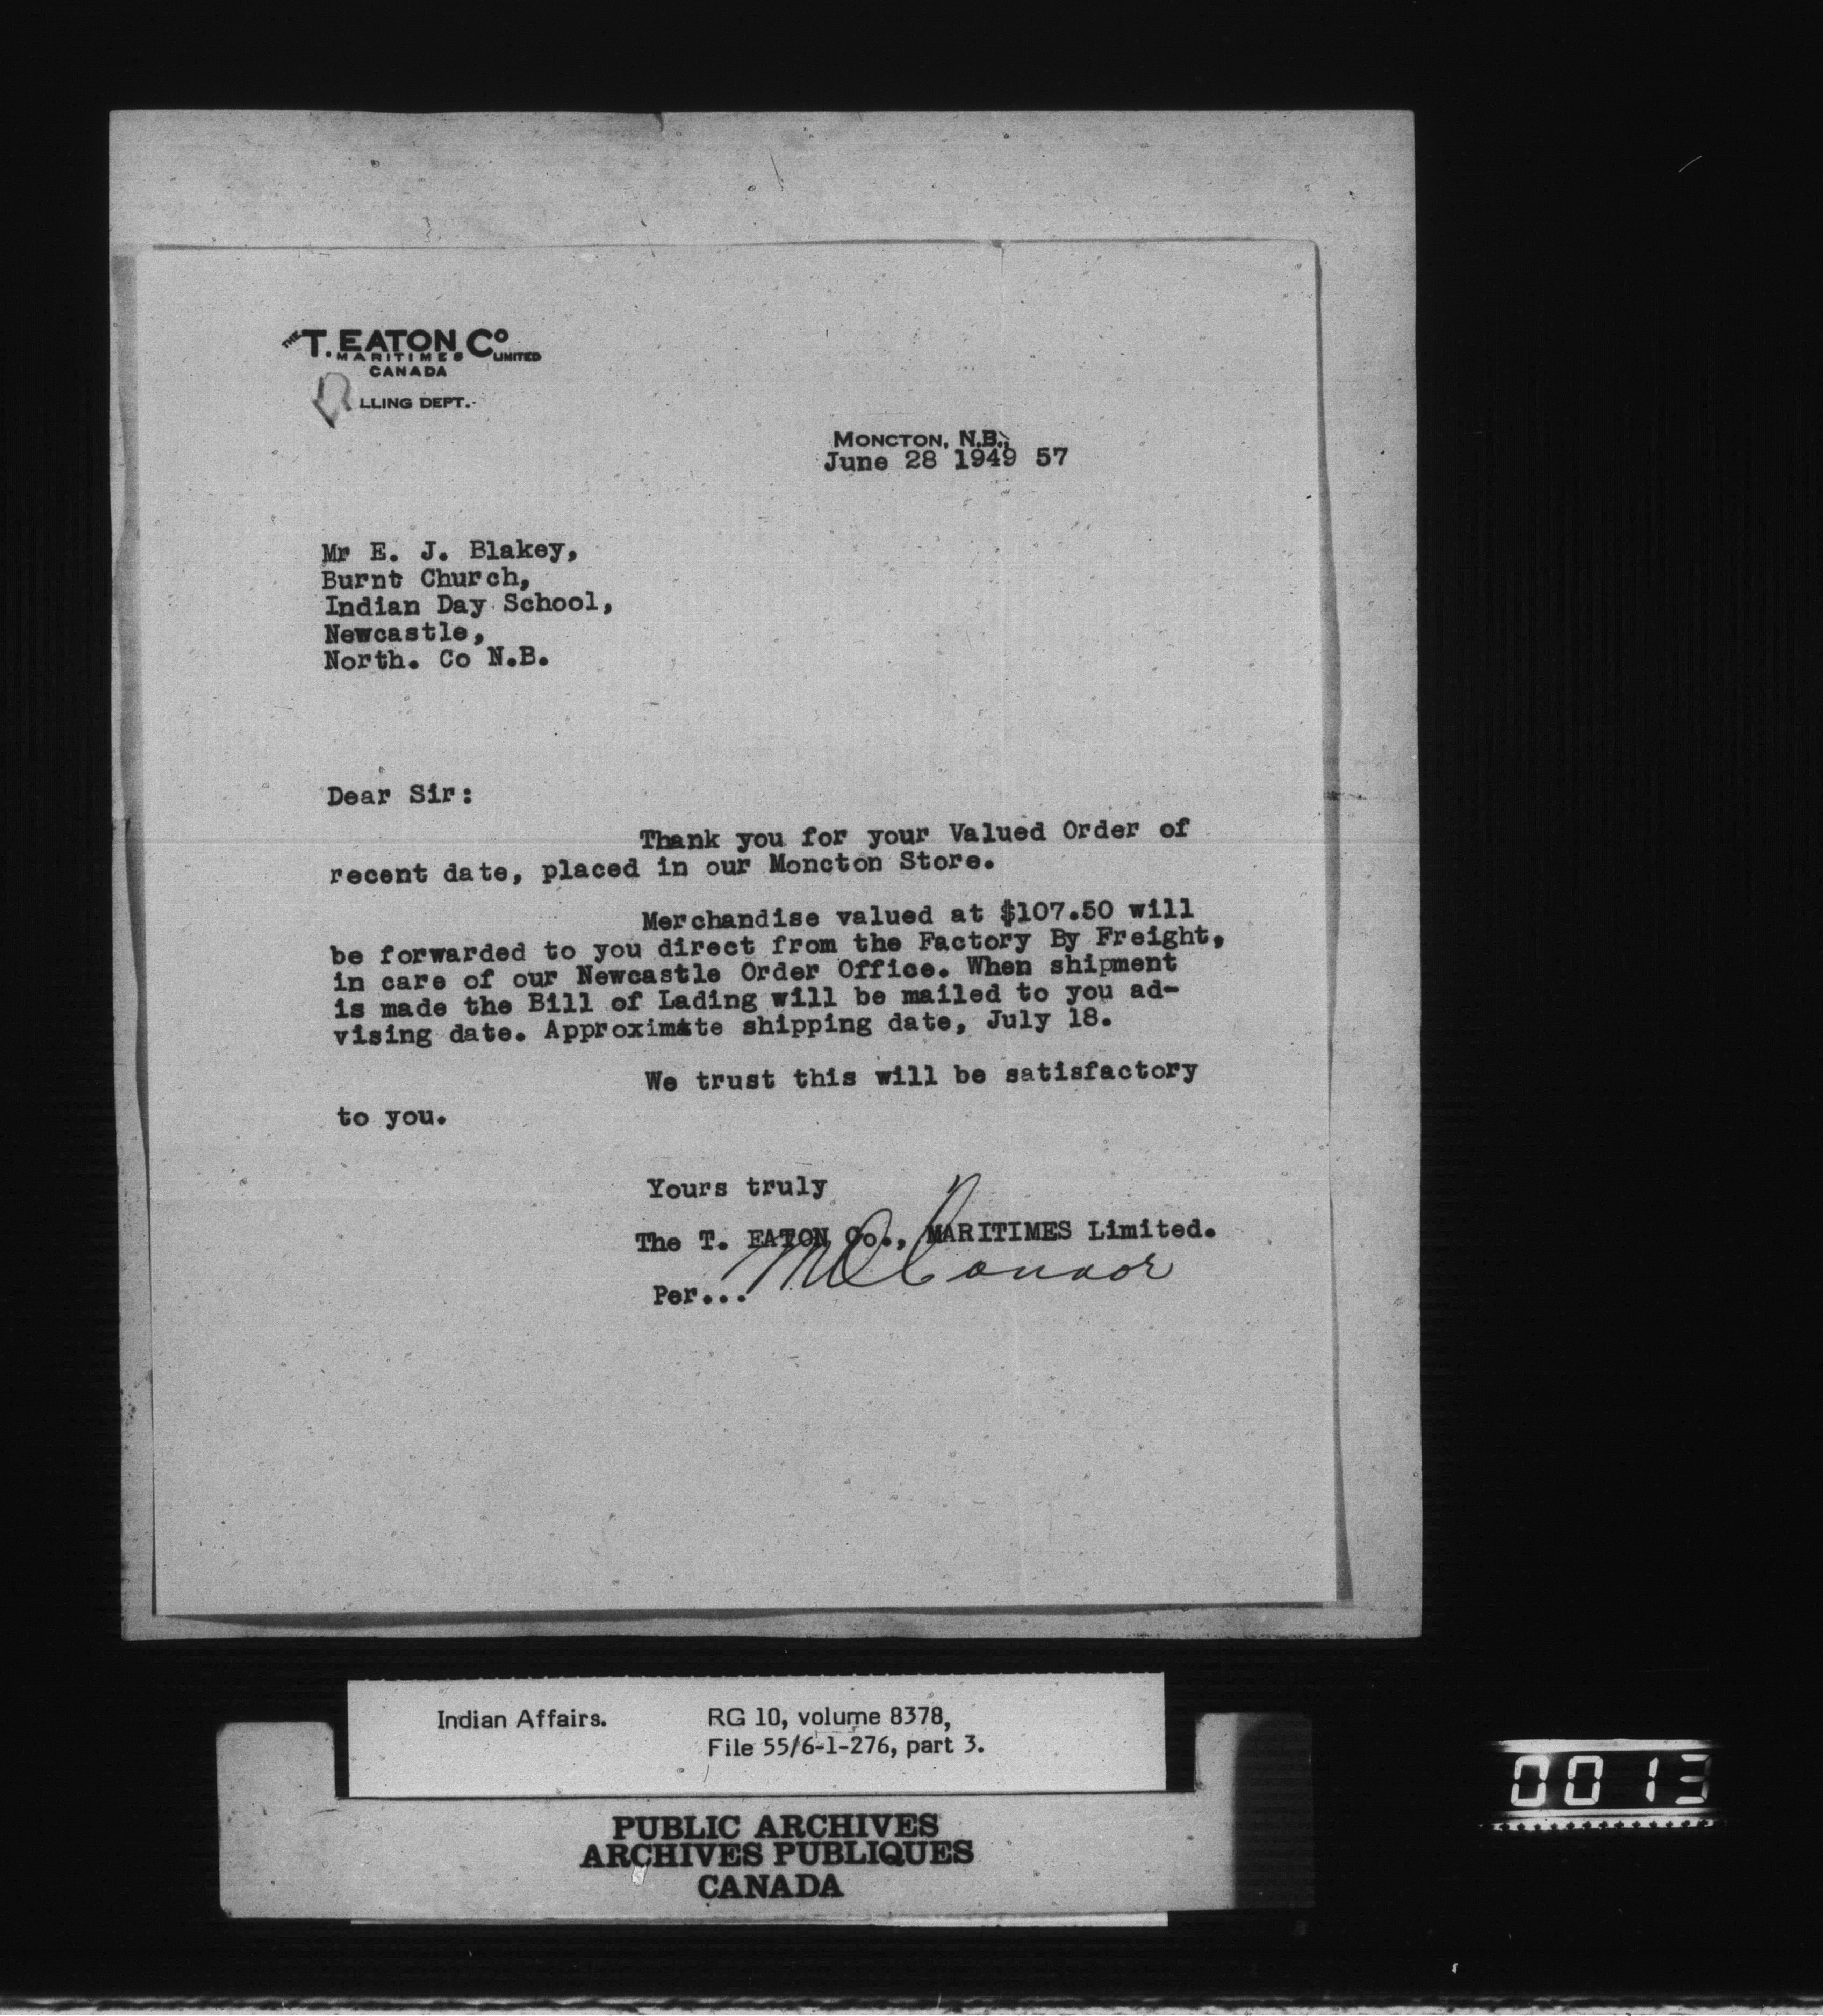 THE T. EATON Co
MARITIMES LIMITED
CANADA
LLING DEPT.
MONCTON, N.B.,
June 28 1949 57
Mr E. J. Blakey,
Burnt Church,
Indian Day School,
Newcastle,
North. Co N.B.
Dear Sir:
Thank you for your Valued Order of
recent date, placed in our Moncton Store.
Merchandise valued at $107.50 will
be forwarded to you direct from the Factory By Freight,
in care of our Newcastle Order Office. When shipment
is made the Bill of Lading will be mailed to you ad-
vising date. Approximate shipping date, July 18.
We trust this will be satisfactory
to you.
Yours truly
The T. EATON Co., MARITIMES Limited.
Per...
Indian Affairs. RG 10, volume 8378,
File 55/6-1-276, part 3.
PUBLIC ARCHIVES
ARCHIVES PUBLIQUES
CANADA
0013